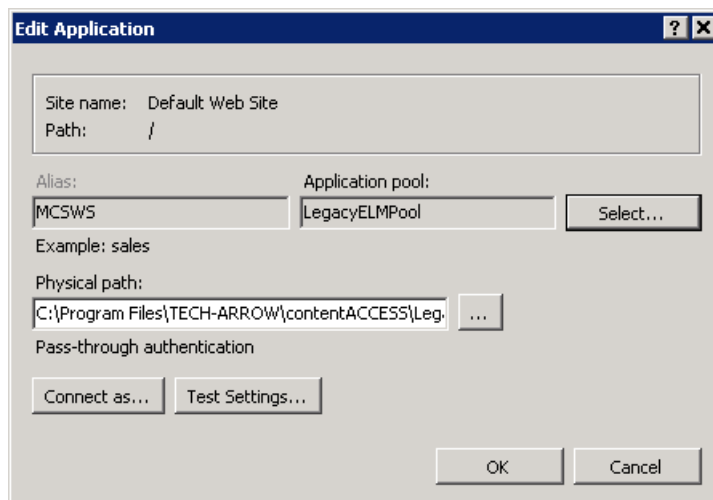 Edit Application
Site name: Default Web Site
Path: /
Alias: Application pool:
MCSWS LegacyELMPool Select...
Example: sales
Physical path:
C:\Program Files\TECH-ARROW\contentACCESS\Lega ...
Pass-through authentication
Connect as... Test Settings...
OK Cancel